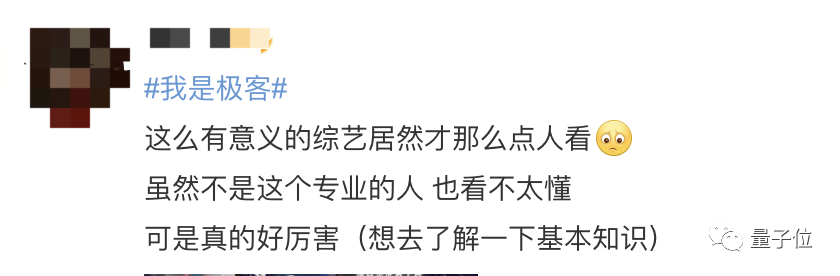 #我是极客#
这么有意义的综艺居然才那么点人看🥺
虽然不是这个专业的人 也看不太懂
可是真的好厉害（想去了解一下基本知识）
量子位